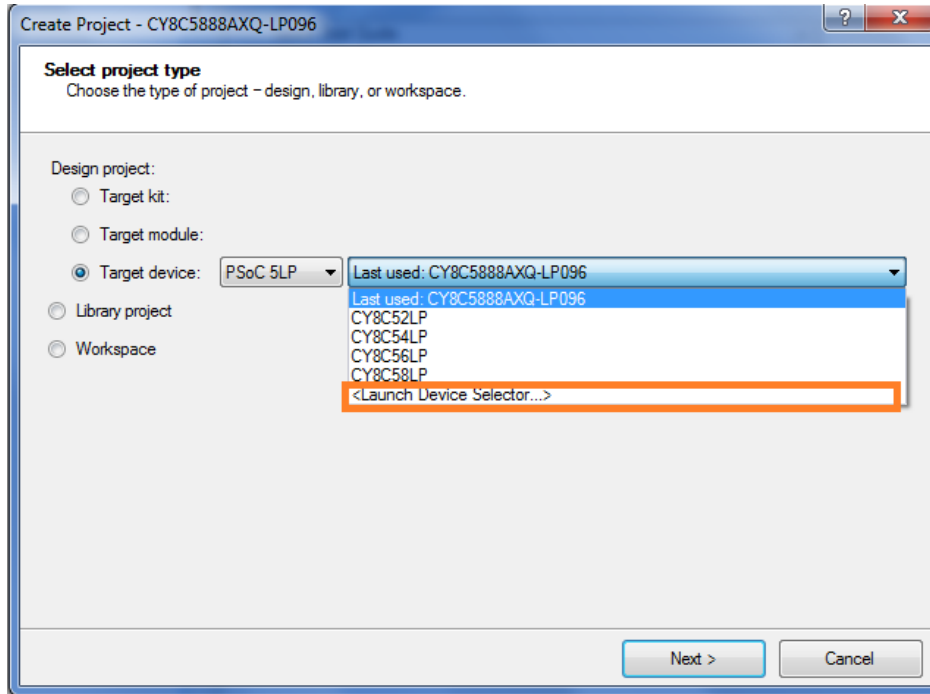 Create Project - CY8C5888AXQ-LP096
?
X
Select project type
Choose the type of project – design, library, or workspace.
Design project:
Target kit:
Target module:
Target device: PSoC 5LP Last used: CY8C5888AXQ-LP096
Last used: CY8C5888AXQ-LP096
CY8C52LP
CY8C54LP
CY8C56LP
CY8C58LP
<Launch Device Selector...>
Library project
Workspace
Next >
Cancel